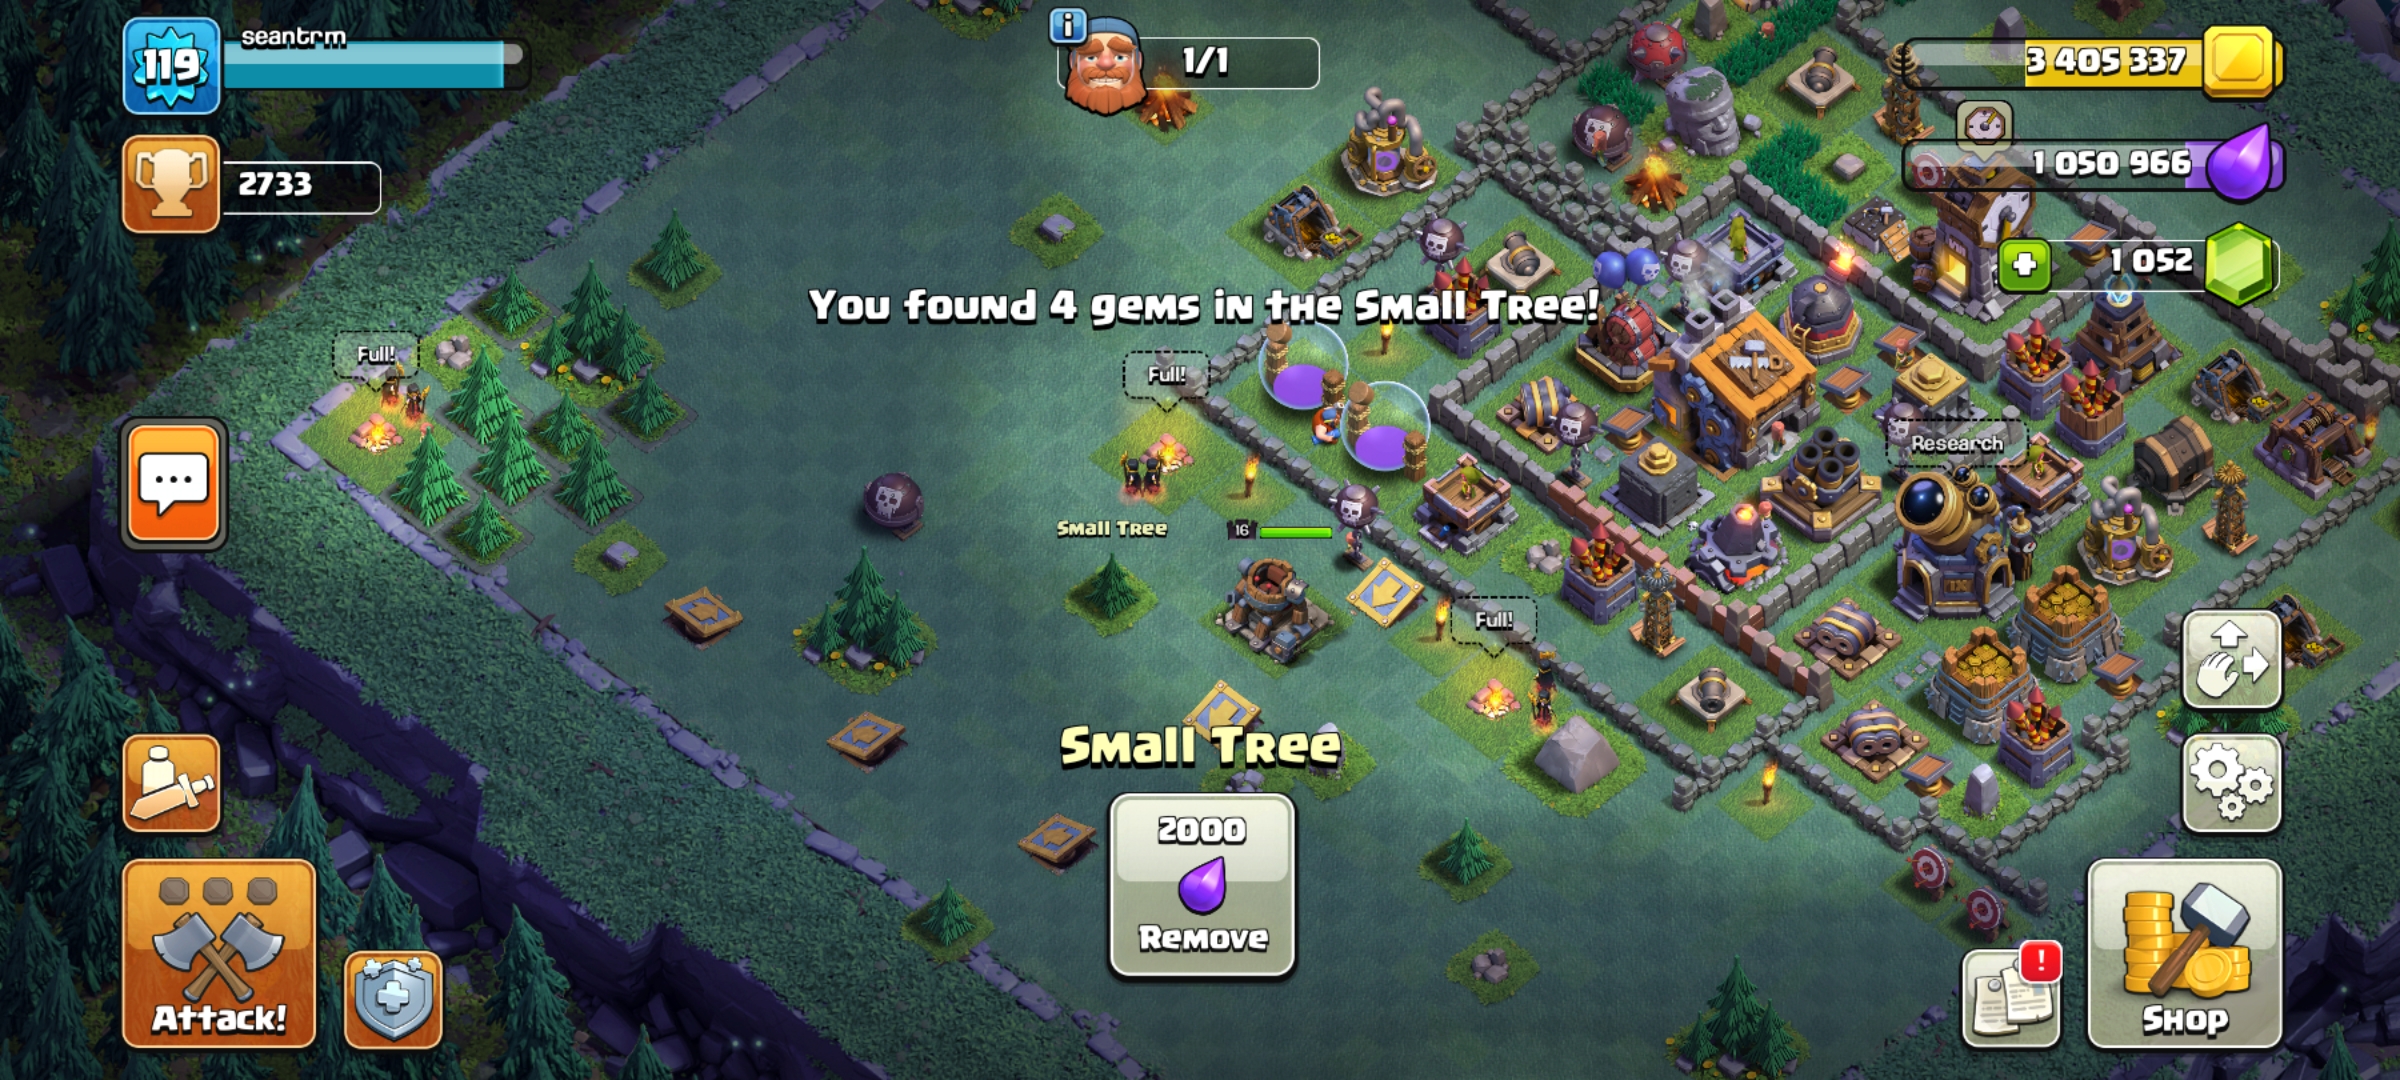 119
seantrm
1/1
3 405 337
2733
1 050 966
1 052
You found 4 gems in the Small Tree!
Full!
Full!
Research
Small Tree
16
Full!
Small Tree
2000
Remove
Attack!
!
Shop